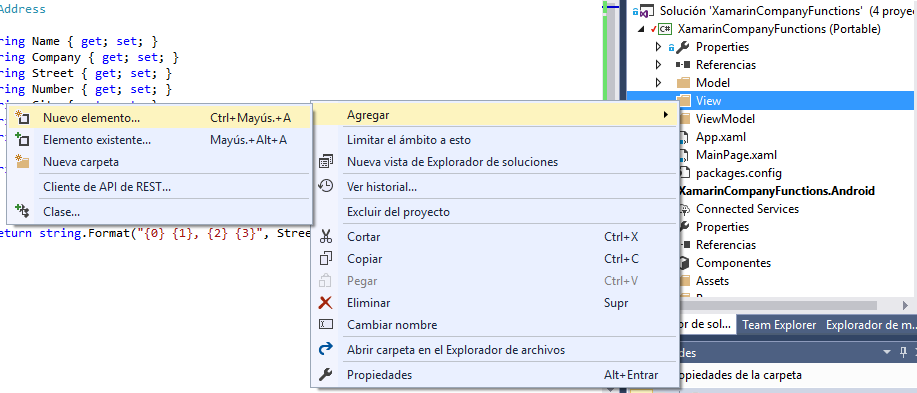 Address
ring Name { get; set; }
ring Company { get; set; }
ring Street { get; set; }
ring Number { get; set; }
Nuevo elemento... Ctrl+Mayús.+A
Elemento existente... Mayús.+Alt+A
Nueva carpeta
Cliente de API de REST...
Clase...
eturn string.Format("{0} {1}, {2} {3}", Stree
Agregar
Limitar el ámbito a esto
Nueva vista de Explorador de soluciones
Ver historial...
Excluir del proyecto
Cortar Ctrl+X
Copiar Ctrl+C
Pegar Ctrl+V
Eliminar Supr
Cambiar nombre
Abrir carpeta en el Explorador de archivos
Propiedades Alt+Entrar
Solución 'XamarinCompanyFunctions' (4 proye
XamarinCompanyFunctions (Portable)
Properties
Referencias
Model
View
ViewModel
App.xaml
MainPage.xaml
packages.config
XamarinCompanyFunctions.Android
Connected Services
Properties
Referencias
Componentes
Assets
or de sol... Team Explorer Explorador de m...
des
opiedades de la carpeta